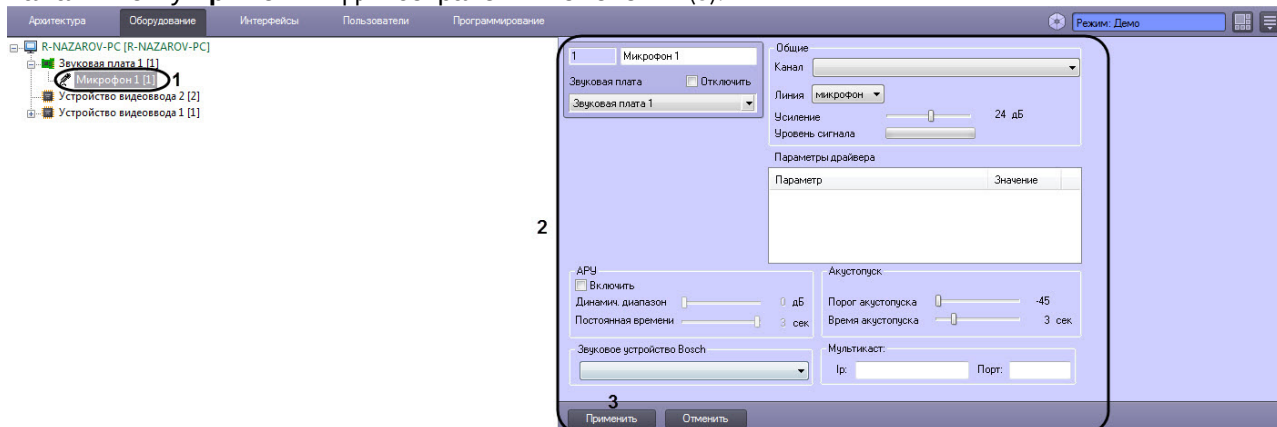 Архитектура Оборудование Интерфейсы Пользователи Программирование Режим: Демо
R-NAZAROV-PC [R-NAZAROV-PC]
Звуковая плата 1 [1]
Микрофон 1 [1] 1
Устройство видеоввода 2 [2]
Устройство видеоввода 1 [1]
2
1 Микрофон 1
Звуковая плата Отключить
Звуковая плата 1
Общие
Канал
Линия микрофон
Усиление 24 дБ
Уровень сигнала
Параметры драйвера
Параметр Значение
АРУ
Включить
Динамич. диапазон 0 дБ
Постоянная времени 3 сек
Акустопуск
Порог акустопуска -45
Время акустопуска 3 сек
Звуковое устройство Bosch
Мультикаст:
Ip: Порт:
3
Применить Отменить